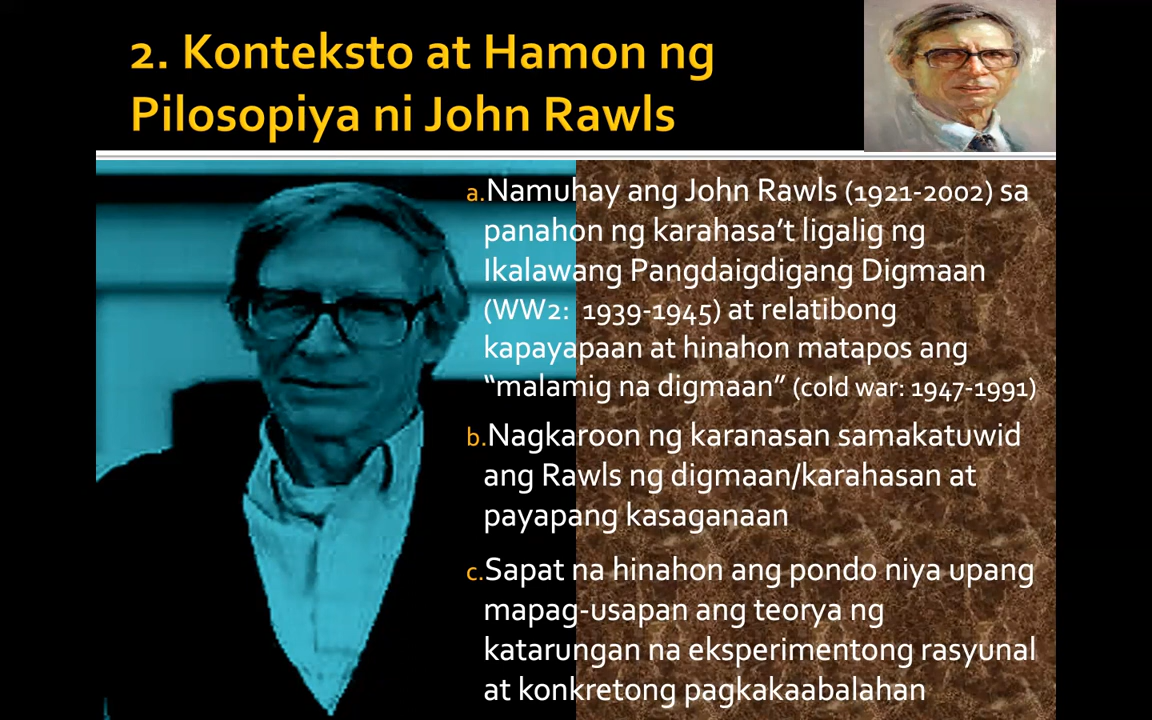 2. Konteksto at Hamon ng
Pilosopiya ni John Rawls
a.Namuhay ang John Rawls (1921-2002) sa
panahon ng karahasa’t ligalig ng
Ikalawang Pangdaigdigang Digmaan
(WW2: 1939-1945) at relatibong
kapayapaan at hinahon matapos ang
“malamig na digmaan” (cold war: 1947-1991)
b.Nagkaroon ng karanasan samakatuwid
ang Rawls ng digmaan/karahasan at
payapang kasaganaan
c.Sapat na hinahon ang pondo niya upang
mapag-usapan ang teorya ng
katarungan na eksperimentong rasyunal
at konkretong pagkakaabalahan